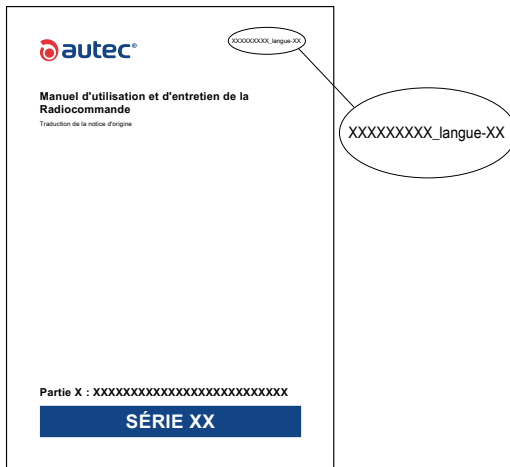 autec®
XXXXXXXXX_langue-XX
Manuel d'utilisation et d'entretien de la
Radiocommande
Traduction de la notice d'origine
XXXXXXXXX_langue-XX
Partie X : XXXXXXXXXXXXXXXXXXXXXXXXXX
SÉRIE XX